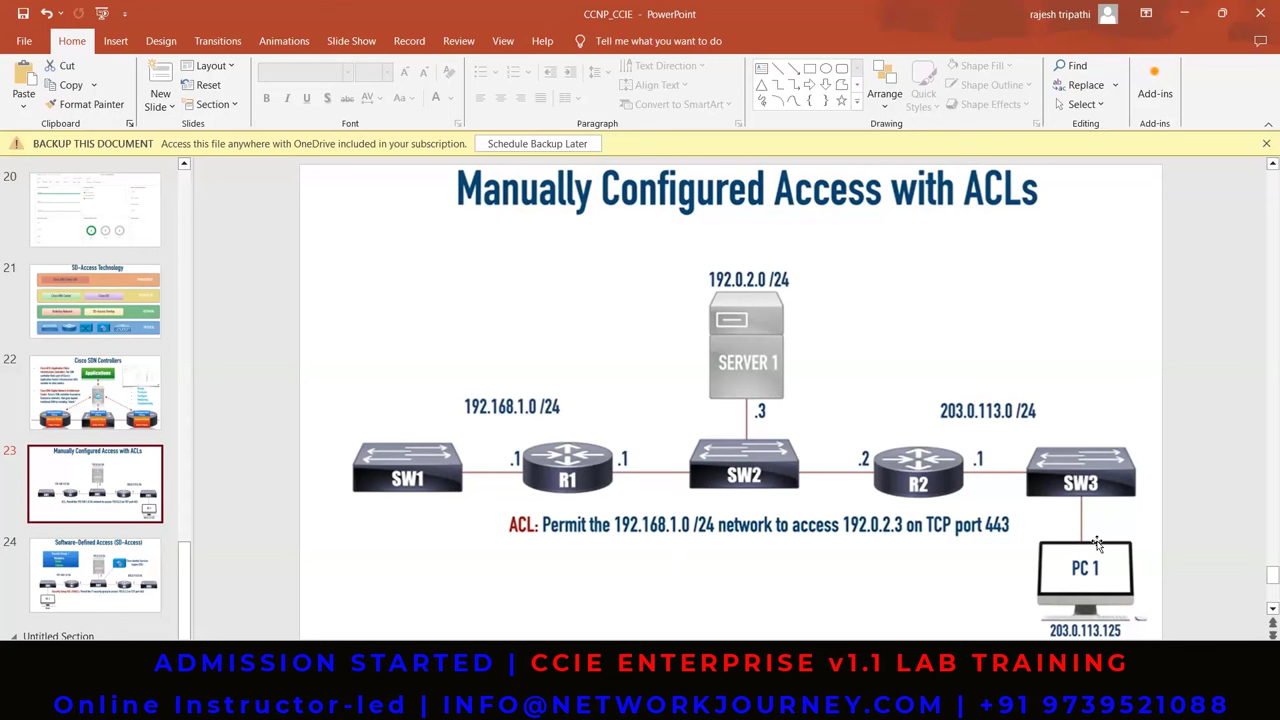 CCNP_CCIE - PowerPoint
rajesh tripathi
File
Home
Insert
Design
Transitions
Animations
Slide Show
Record
Review
View
Help
Tell me what you want to do
Paste
Cut
Copy
Format Painter
Clipboard
New Slide
Layout
Reset
Section
Slides
Font
Text Direction
Align Text
Convert to SmartArt
Paragraph
Arrange
Quick Styles
Shape Fill
Shape Outline
Shape Effects
Drawing
Find
Replace
Select
Editing
Add-ins
Add-ins
BACKUP THIS DOCUMENT Access this file anywhere with OneDrive included in your subscription.
Schedule Backup Later
20
21
SD-Access Technology
22
Cisco SDN Controllers
Applications
23
Manually Configured Access with ACLs
24
Software-Defined Access (SD-Access)
Untitled Section
Manually Configured Access with ACLs
192.0.2.0 /24
SERVER 1
192.168.1.0 /24
.3
203.0.113.0 /24
SW1
.1
R1
.1
SW2
.2
R2
.1
SW3
ACL: Permit the 192.168.1.0 /24 network to access 192.0.2.3 on TCP port 443
PC 1
203.0.113.125
ADMISSION STARTED | CCIE ENTERPRISE v1.1 LAB TRAINING
Online Instructor-led | INFO@NETWORKJOURNEY.COM | +91 9739521088